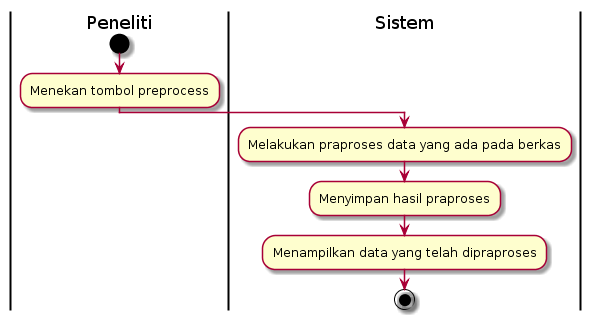 Peneliti
Sistem
Menekan tombol preprocess
Melakukan praproses data yang ada pada berkas
Menyimpan hasil praproses
Menampilkan data yang telah dipraproses